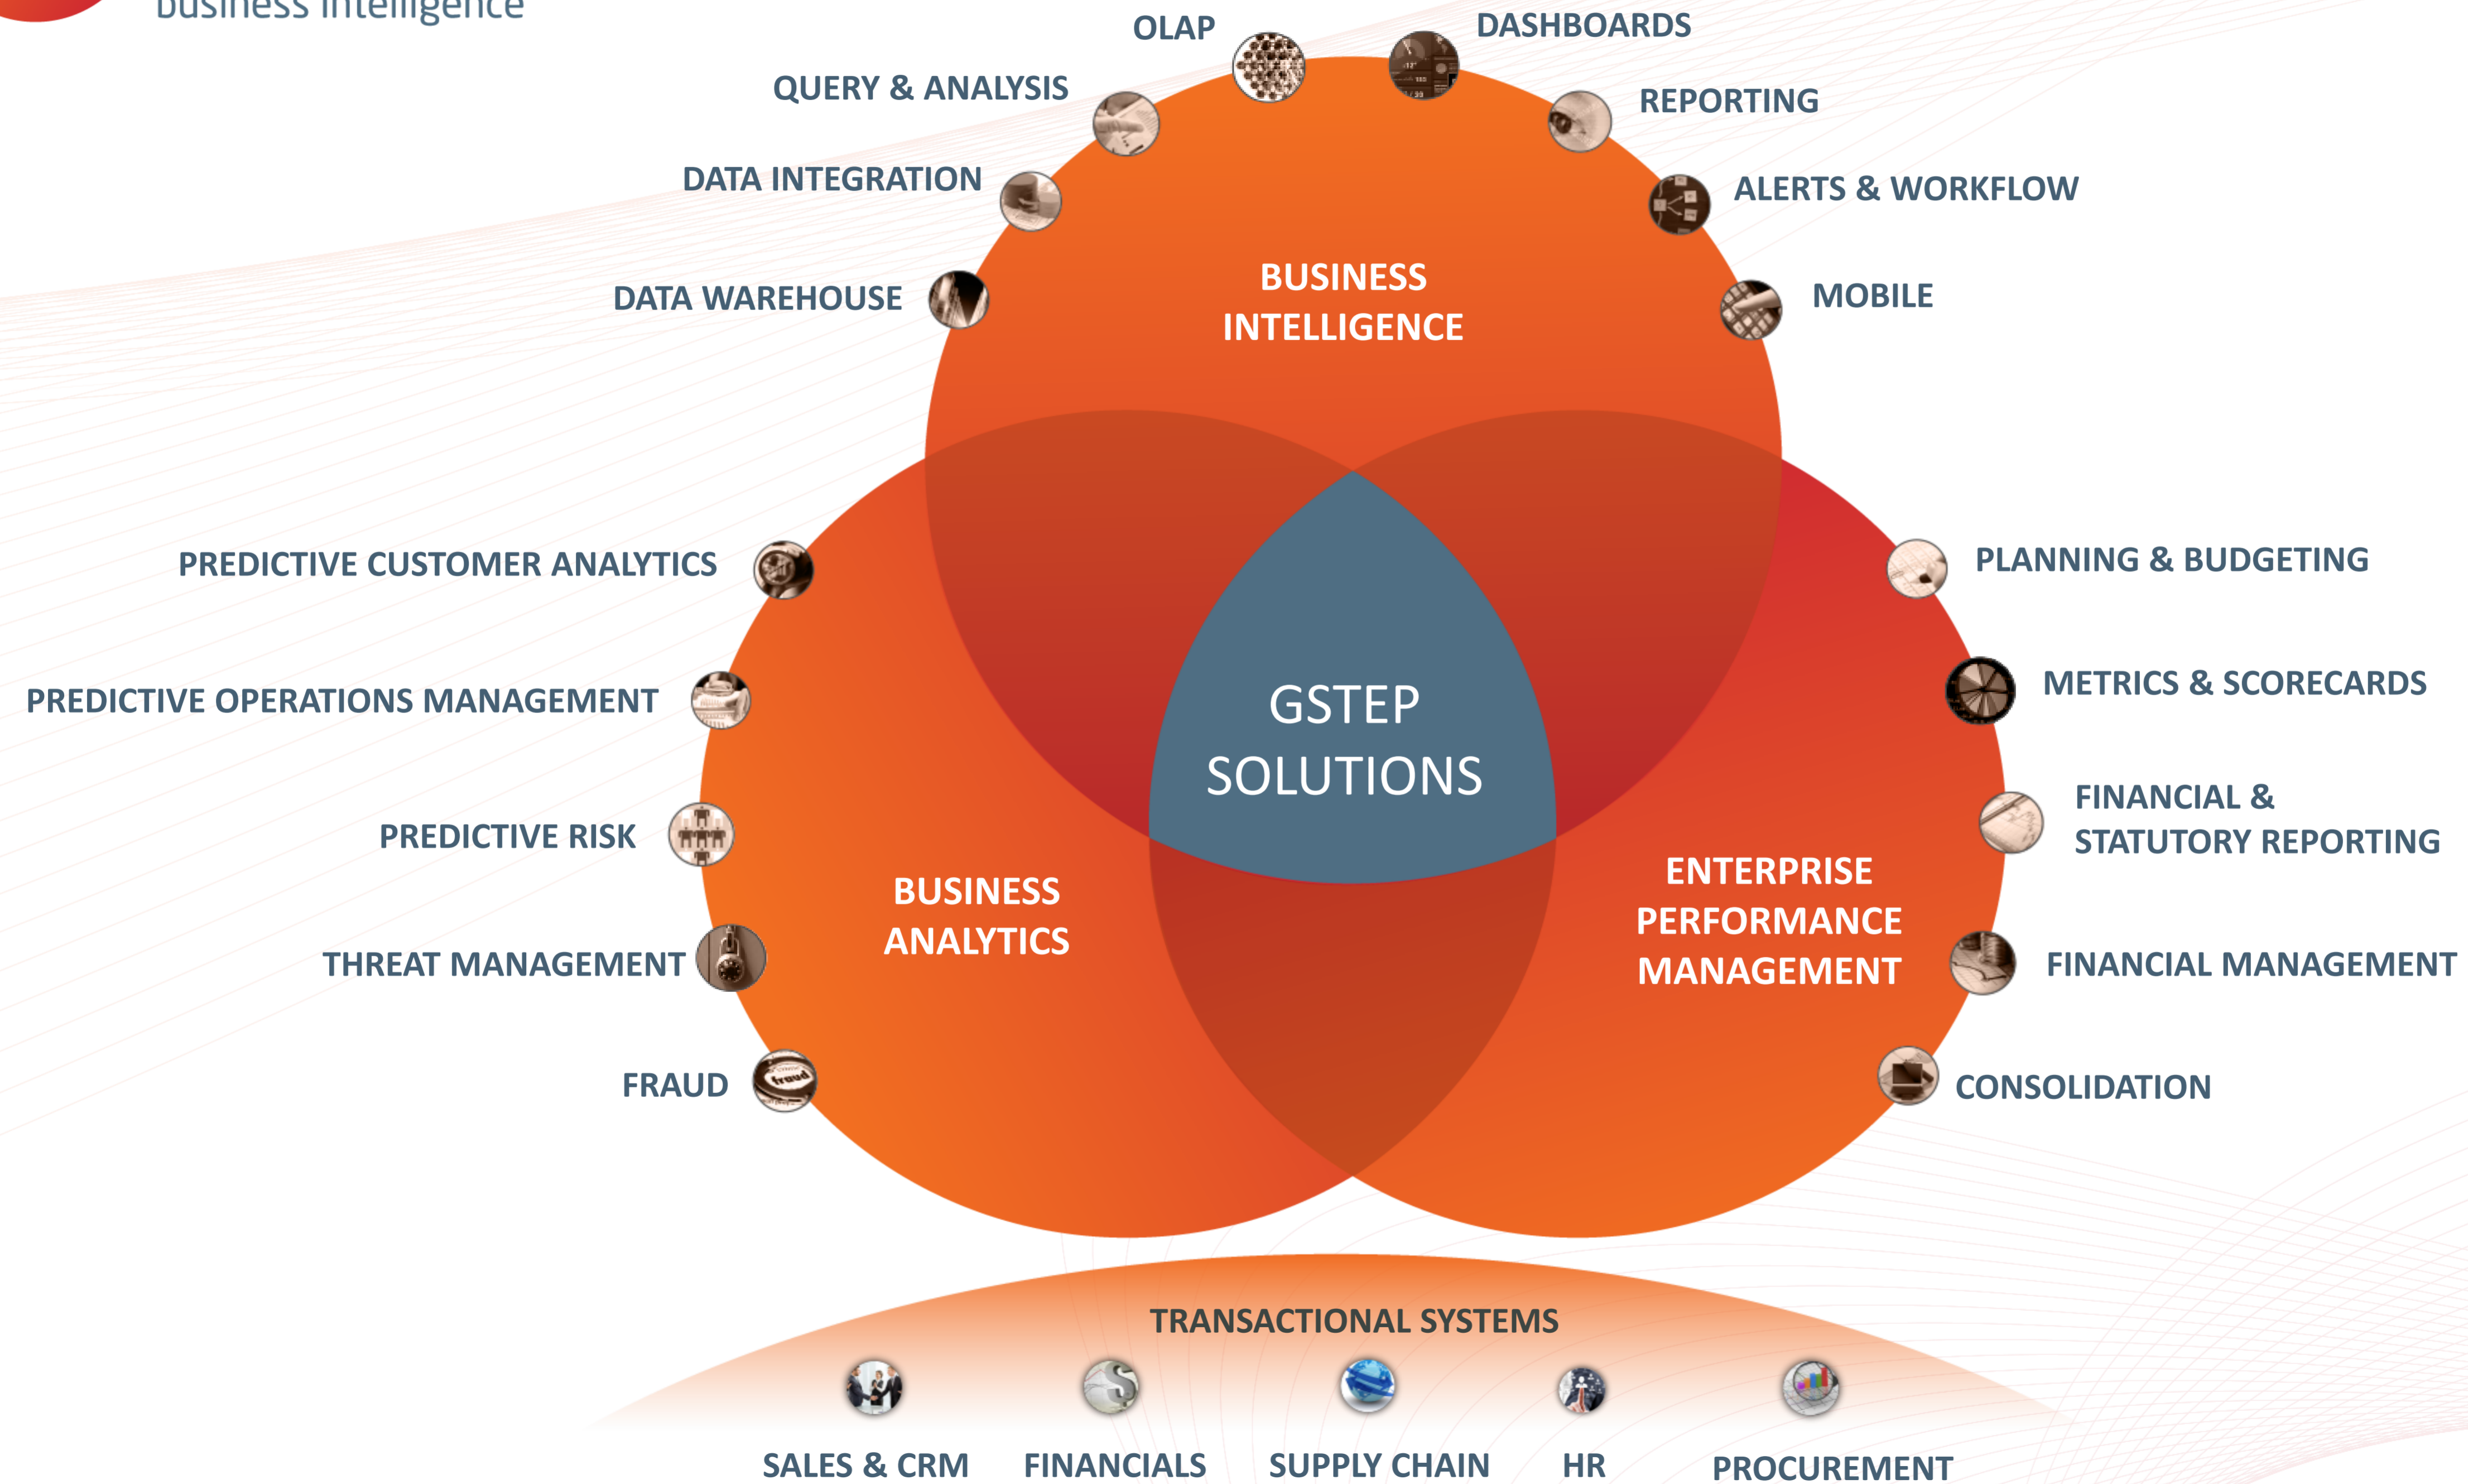 business intelligence
OLAP
DASHBOARDS
QUERY & ANALYSIS
REPORTING
DATA INTEGRATION
ALERTS & WORKFLOW
DATA WAREHOUSE
MOBILE
BUSINESS
INTELLIGENCE
PREDICTIVE CUSTOMER ANALYTICS
PLANNING & BUDGETING
PREDICTIVE OPERATIONS MANAGEMENT
METRICS & SCORECARDS
GSTEP
SOLUTIONS
PREDICTIVE RISK
FINANCIAL &
STATUTORY REPORTING
BUSINESS
ANALYTICS
ENTERPRISE
PERFORMANCE
MANAGEMENT
THREAT MANAGEMENT
FINANCIAL MANAGEMENT
FRAUD
fraud
CONSOLIDATION
TRANSACTIONAL SYSTEMS
SALES & CRM
FINANCIALS
SUPPLY CHAIN
HR
PROCUREMENT